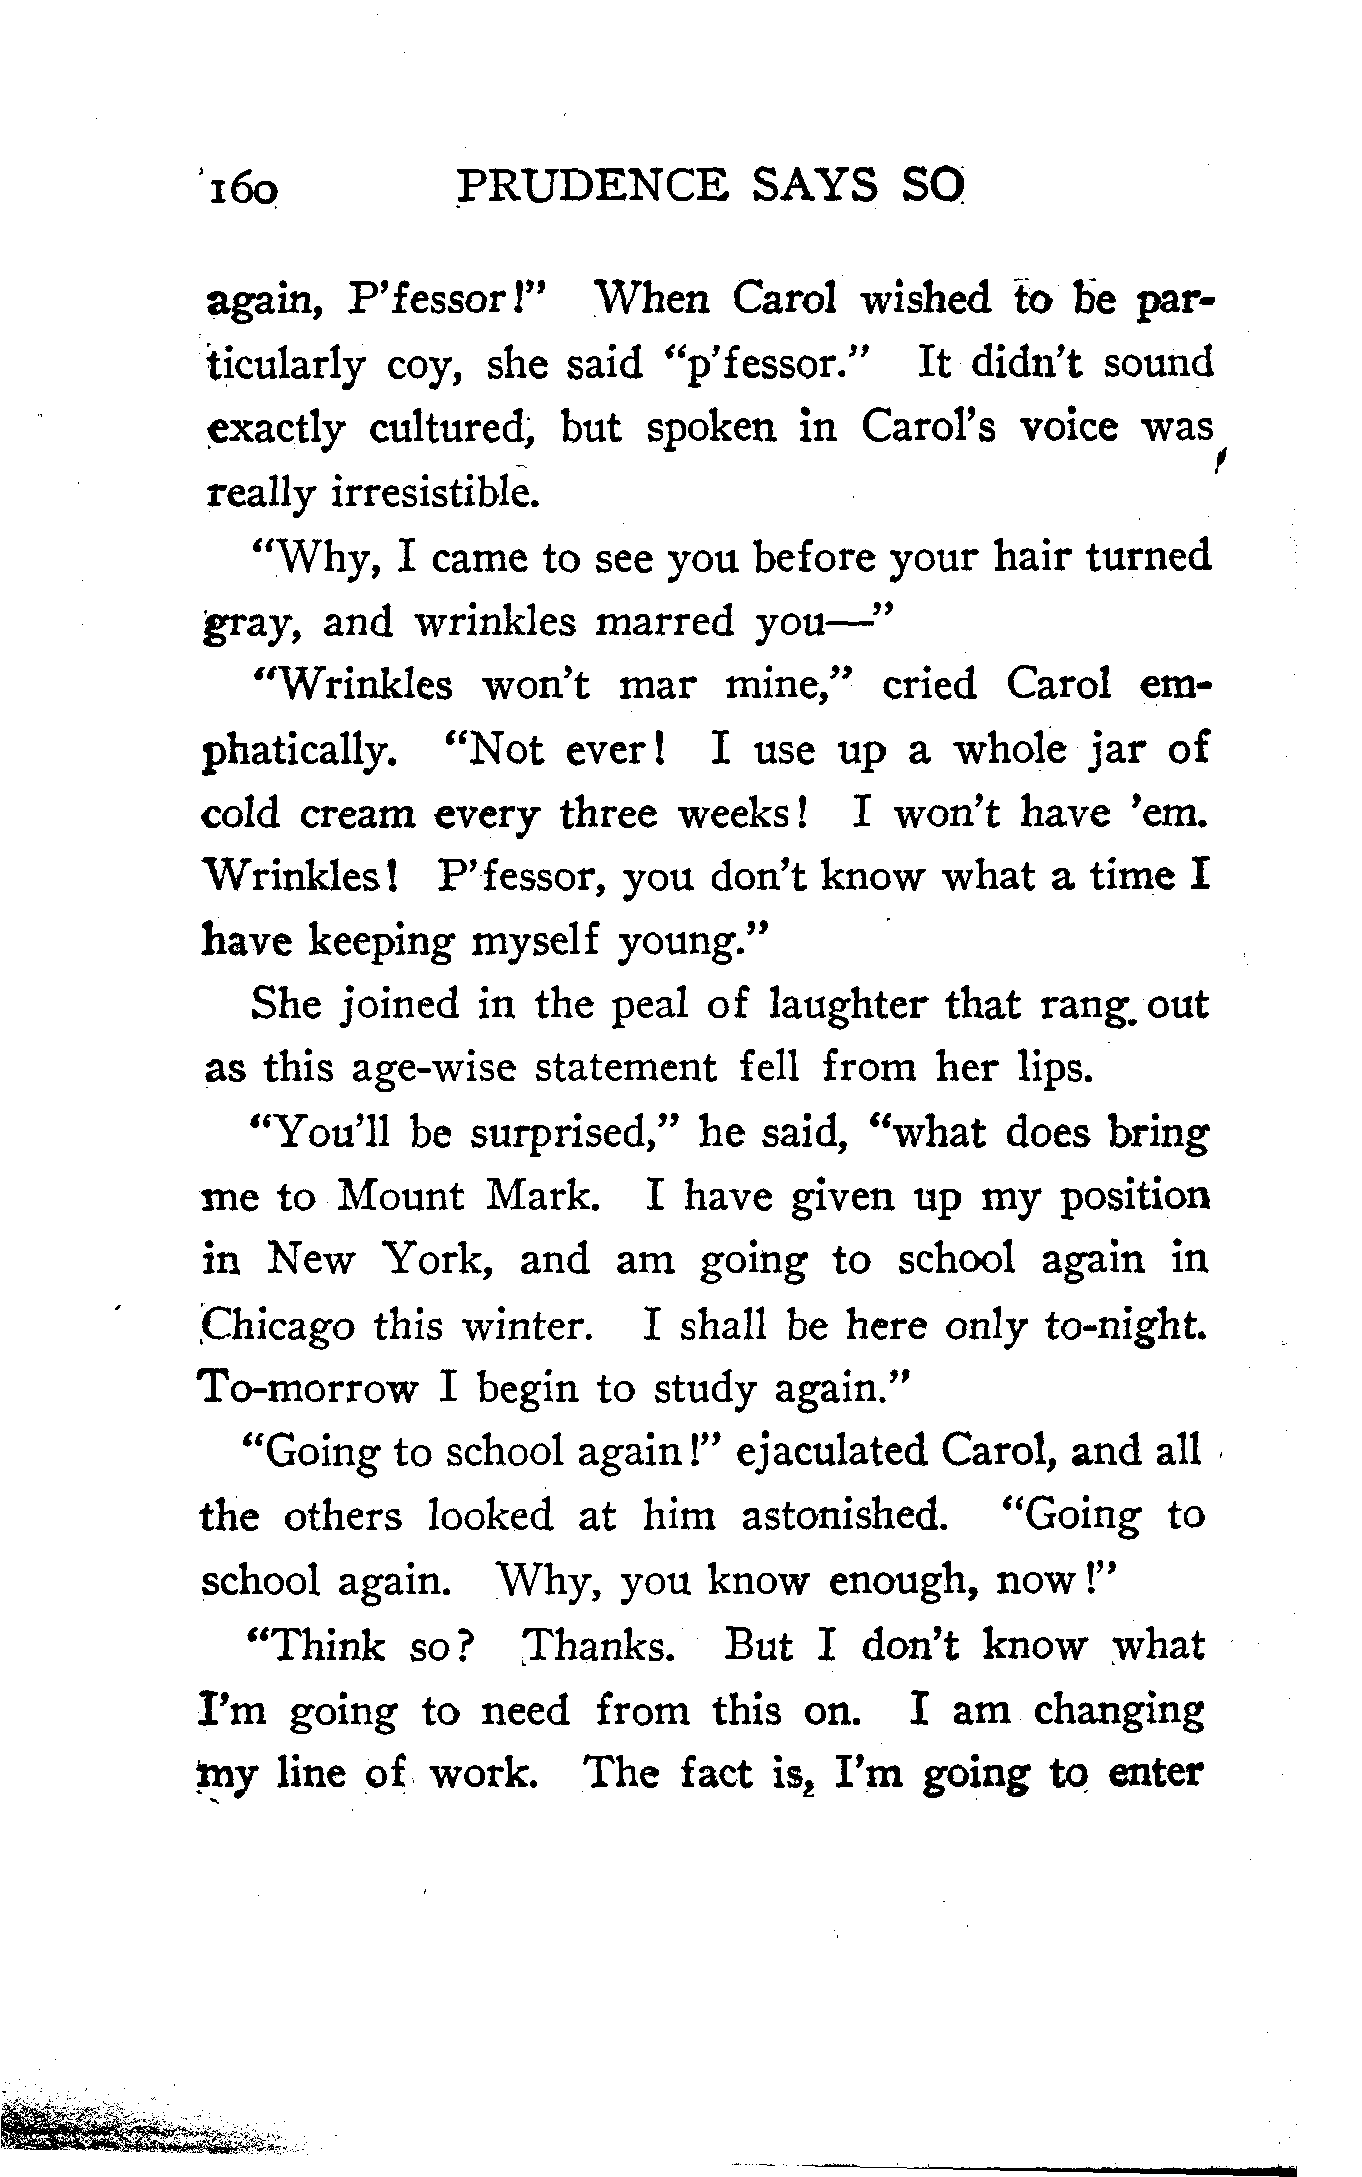 160 PRUDENCE SAYS SO
again, P'fessor!" When Carol wished to be par-
ticularly coy, she said "p'fessor." It didn't sound
exactly cultured, but spoken in Carol's voice was
really irresistible.
"Why, I came to see you before your hair turned
gray, and wrinkles marred you—"
"Wrinkles won't mar mine," cried Carol em-
phatically. "Not ever! I use up a whole jar of
cold cream every three weeks! I won't have 'em.
Wrinkles! P'fessor, you don't know what a time I
have keeping myself young."
She joined in the peal of laughter that rang out
as this age-wise statement fell from her lips.
"You'll be surprised," he said, "what does bring
me to Mount Mark. I have given up my position
in New York, and am going to school again in
Chicago this winter. I shall be here only to-night.
To-morrow I begin to study again."
"Going to school again!" ejaculated Carol, and all
the others looked at him astonished. "Going to
school again. Why, you know enough, now!"
"Think so? Thanks. But I don't know what
I'm going to need from this on. I am changing
my line of work. The fact is, I'm going to enter